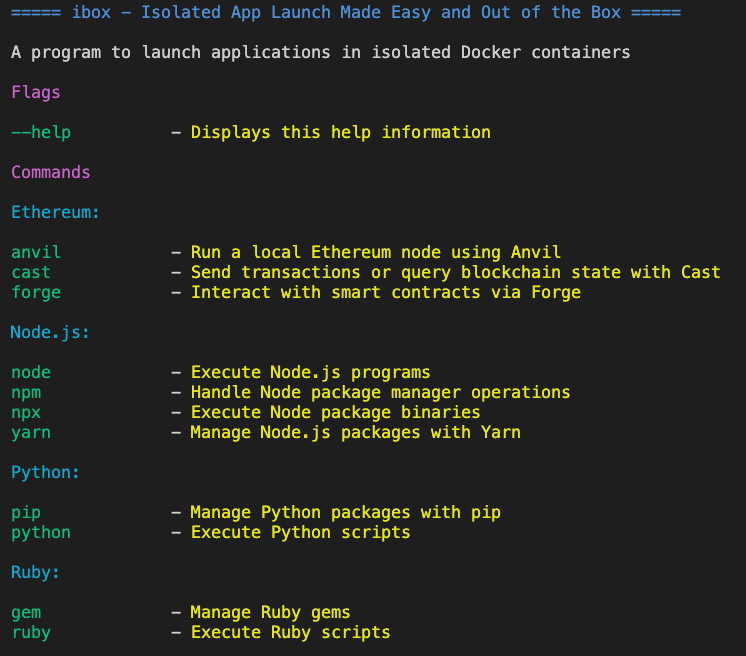 ===== ibox - Isolated App Launch Made Easy and Out of the Box =====
A program to launch applications in isolated Docker containers
Flags
--help - Displays this help information
Commands
Ethereum:
anvil - Run a local Ethereum node using Anvil
cast - Send transactions or query blockchain state with Cast
forge - Interact with smart contracts via Forge
Node.js:
node - Execute Node.js programs
npm - Handle Node package manager operations
npx - Execute Node package binaries
yarn - Manage Node.js packages with Yarn
Python:
pip - Manage Python packages with pip
python - Execute Python scripts
Ruby:
gem - Manage Ruby gems
ruby - Execute Ruby scripts